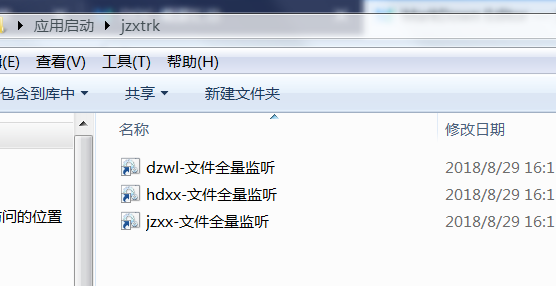 应用启动 jzxtrk
(E) 查看(V) 工具(T) 帮助(H)
包含到库中 共享 新建文件夹
名称 修改日期
dzwl-文件全量监听 2018/8/29 16:1
hdxx-文件全量监听 2018/8/29 16:1
jzxx-文件全量监听 2018/8/29 16:1
问的位置